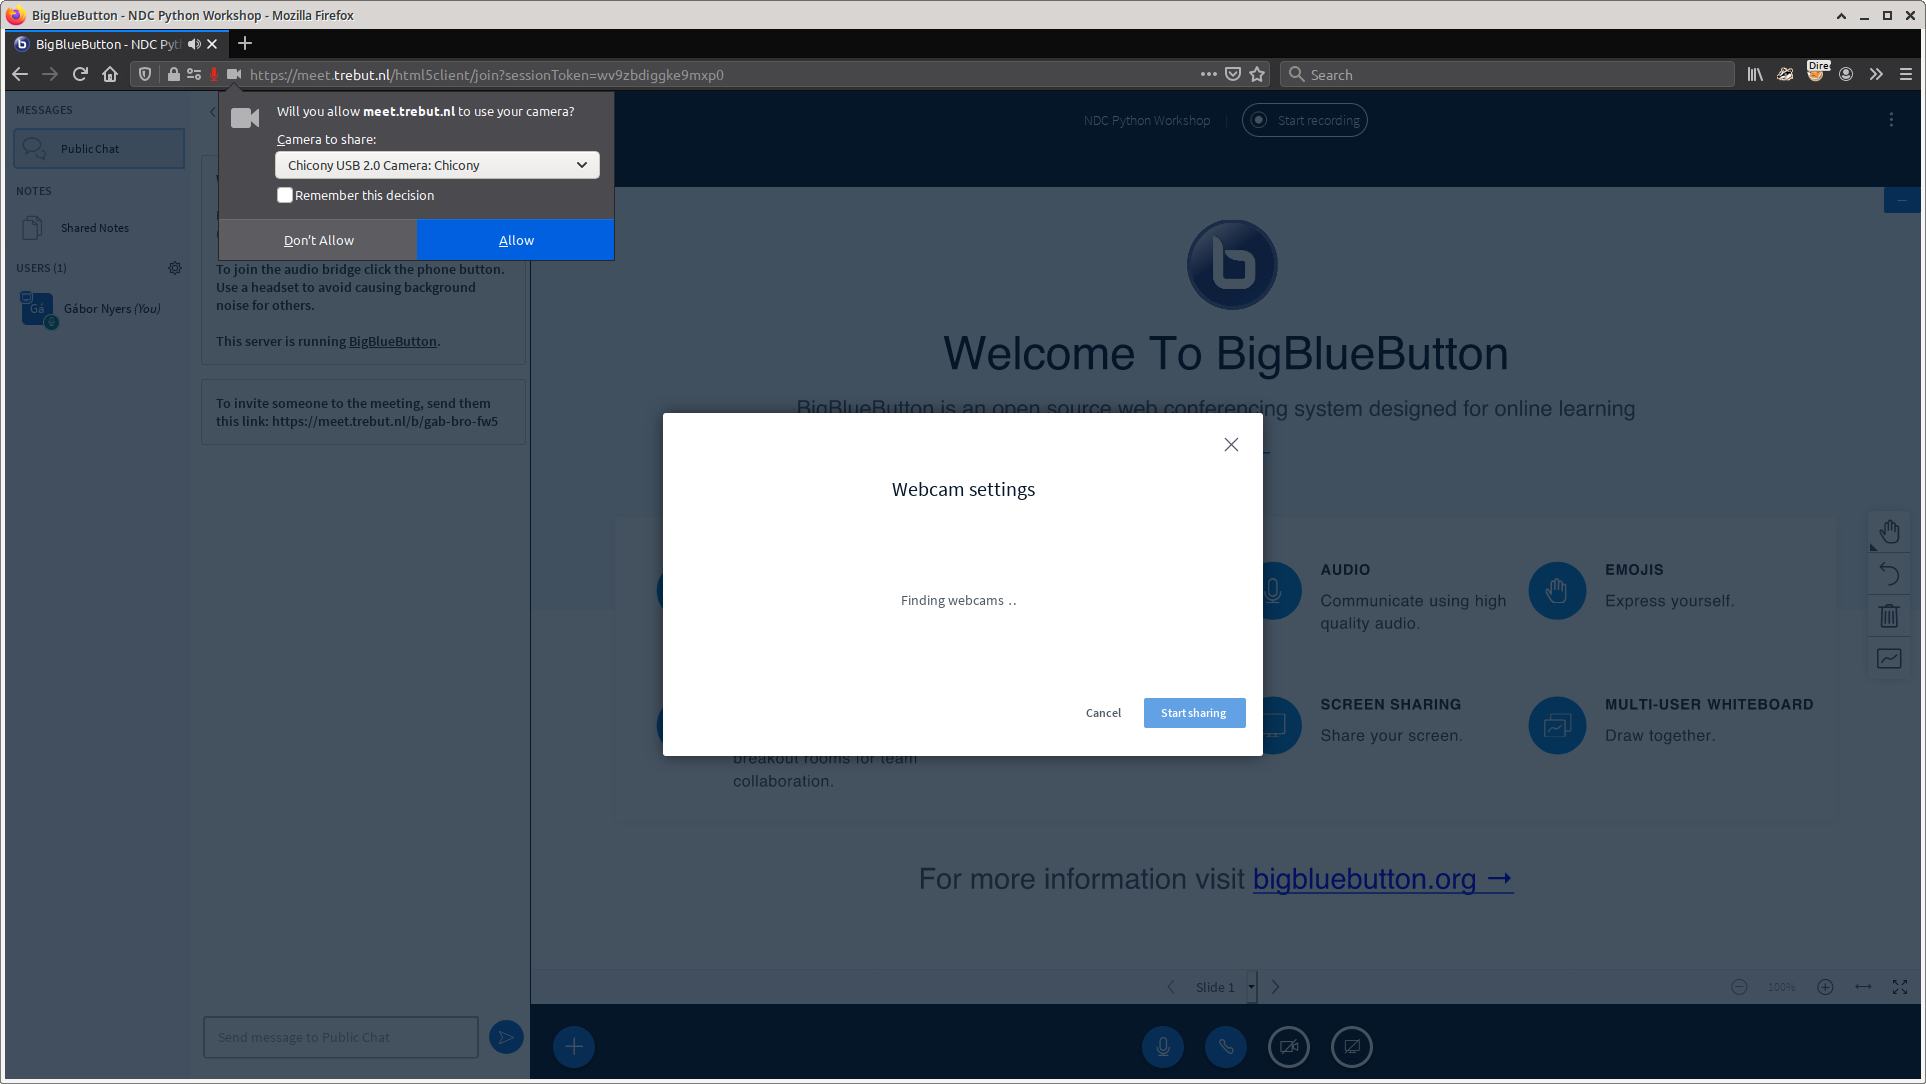 BigBlueButton - NDC Python Workshop - Mozilla Firefox
BigBlueButton - NDC Pyt
https://meet.trebut.nl/html5client/join?sessionToken=wv9zbdiggke9mxp0
Search
Direc
MESSAGES
Public Chat
NOTES
Shared Notes
USERS (1)
Gá
Gábor Nyers (You)
Will you allow meet.trebut.nl to use your camera?
Camera to share:
Chicony USB 2.0 Camera: Chicony
Remember this decision
Don't Allow
Allow
To join the audio bridge click the phone button.
Use a headset to avoid causing background
noise for others.
This server is running BigBlueButton.
To invite someone to the meeting, send them
this link: https://meet.trebut.nl/b/gab-bro-fw5
Send message to Public Chat
NDC Python Workshop
Start recording
b
Welcome To BigBlueButton
BigBlueButton is an open source web conferencing system designed for online learning
Webcam settings
Finding webcams ..
Cancel
Start sharing
AUDIO
Communicate using high
quality audio.
EMOJIS
Express yourself.
breakout rooms for team
collaboration.
SCREEN SHARING
Share your screen.
MULTI-USER WHITEBOARD
Draw together.
For more information visit bigbluebutton.org →
Slide 1
100%